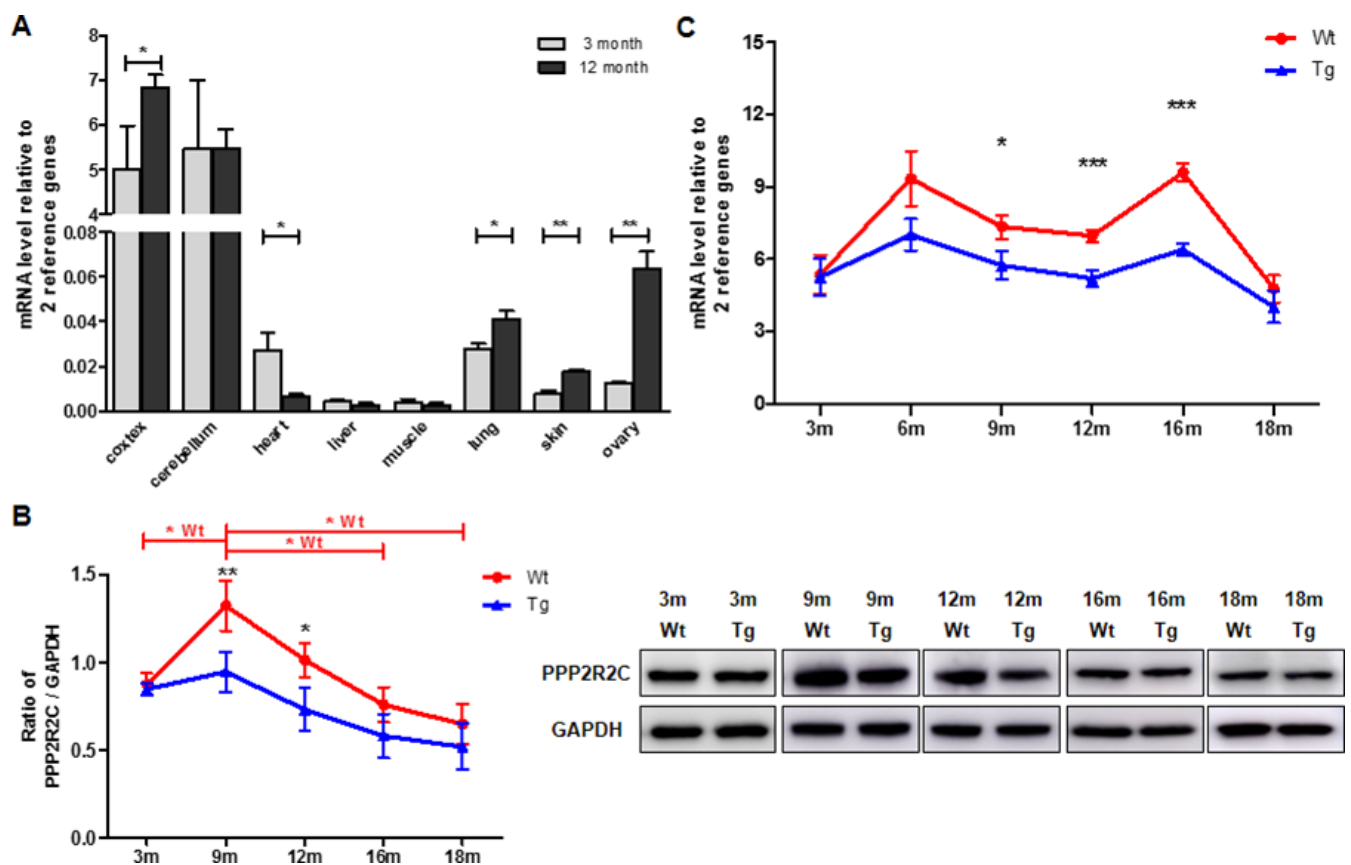 A
mRNA level relative to
2 reference genes
8
7
6
5
4
0.08
0.06
0.04
0.02
0.00
3 month
12 month
*
*
*
**
**
coxtex
cerebellum
heart
liver
muscle
lung
skin
ovary
C
mRNA level relative to
2 reference genes
15
12
9
6
3
0
Wt
Tg
*
***
***
3m 6m 9m 12m 16m 18m
B
* Wt
* Wt
* Wt
Ratio of
PPP2R2C / GAPDH
1.5
1.0
0.5
0.0
**
*
Wt
Tg
3m 9m 12m 16m 18m
3m 3m 9m 9m 12m 12m 16m 16m 18m 18m
Wt Tg Wt Tg Wt Tg Wt Tg Wt Tg
PPP2R2C
GAPDH